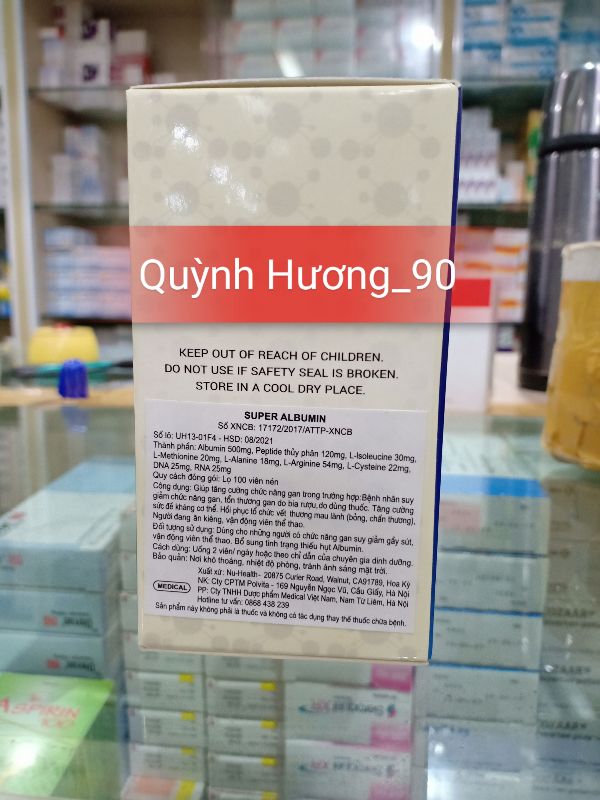 Quỳnh Hương_90
KEEP OUT OF REACH OF CHILDREN.
DO NOT USE IF SAFETY SEAL IS BROKEN.
STORE IN A COOL DRY PLACE.
SUPER ALBUMIN
Số XNCB: 17172/2017/ATTP-XNCB
Số lô: UH13-01F4 - HSD: 08/2021
Thành phần: Albumin 500mg, Peptide thủy phân 120mg, L-Isoleucine 30mg,
L-Methionine 20mg, L-Alanine 18mg, L-Arginine 54mg, L-Cysteine 22mg,
DNA 25mg, RNA 25mg
Quy cách đóng gói: Lọ 100 viên nén
Công dụng: Giúp tăng cường chức năng gan trong trường hợp:Bệnh nhân suy
giảm chức năng gan, tổn thương gan do bia rượu,do dùng thuốc. Tăng cường
sức đề kháng cơ thể. Hồi phục tổ chức vết thương mau lành (bỏng, chấn thương),
Người đang ăn kiêng, vận động viên thể thao.
Đối tượng sử dụng: Dùng cho những người có chức năng gan suy giảm gầy sút,
vận động viên thể thao. Bổ sung tình trạng thiếu hụt Albumin.
Cách dùng: Uống 2 viên/ ngày hoặc theo chỉ dẫn của chuyên gia dinh dưỡng.
Bảo quản: Nơi khô thoáng, nhiệt độ phòng, tránh ánh sáng mặt trời.
MEDICAL
Xuất xứ: Nu-Health- 20875 Curier Road, Walnut, CA91789, Hoa Kỳ
NK: Cty CPTM Polvita - 169 Nguyễn Ngọc Vũ, Cầu Giấy, Hà Nội
PP: Cty TNHH Dược phẩm Medical Việt Nam, Nam Từ Liêm, Hà Nội
Hotline tư vấn: 0868 438 239
Sản phẩm này không phải là thuốc và không có tác dụng thay thế thuốc chữa bệnh.
ASPIRIN
100